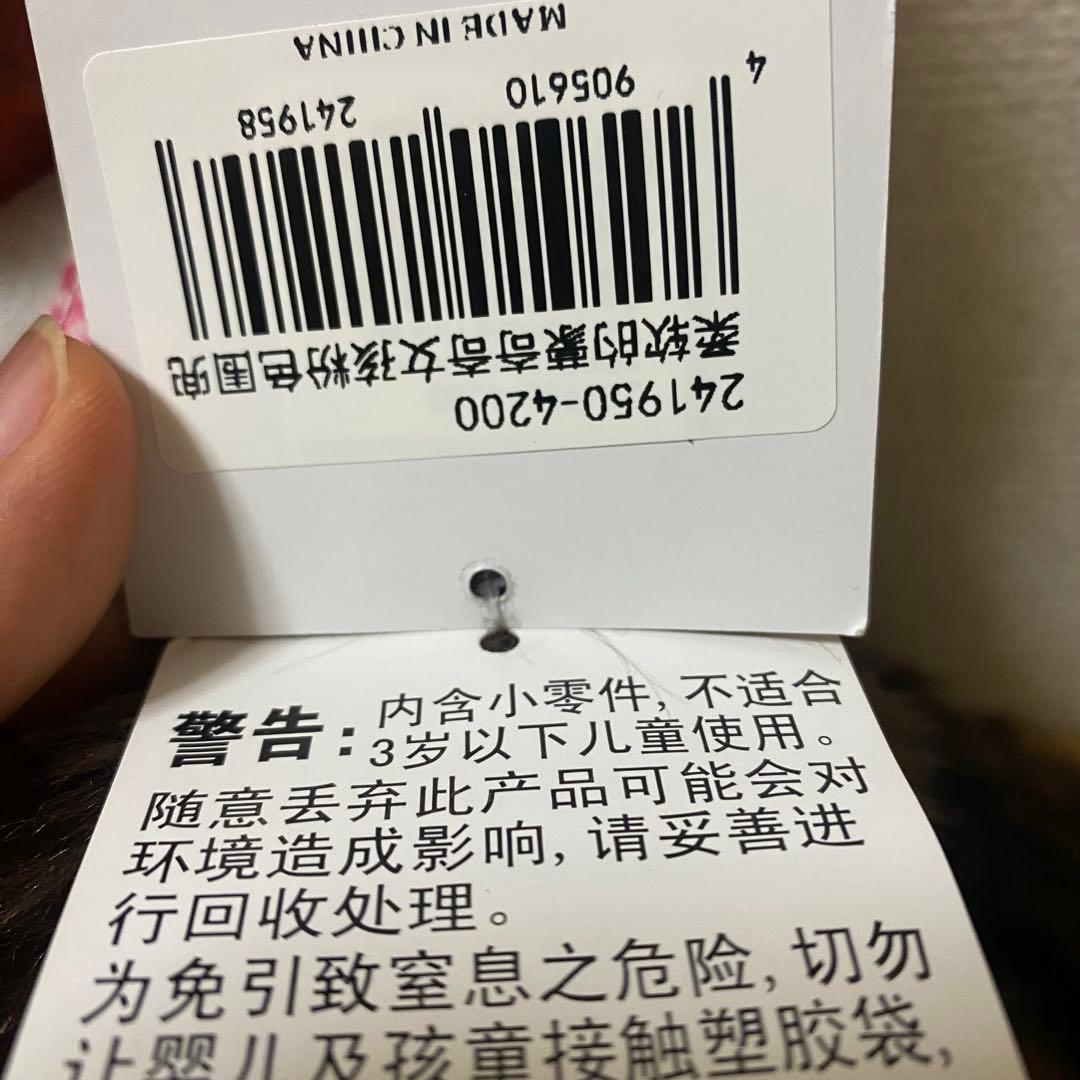 241950-4200
柔软的蒙奇奇女孩粉色围兜
4 905610 241958
MADE IN CHINA
警告:内含小零件,不适合
3岁以下儿童使用。
随意丢弃此产品可能会对
环境造成影响,请妥善进
行回收处理。
为免引致窒息之危险,切勿
让婴儿及孩童接触塑胶袋,